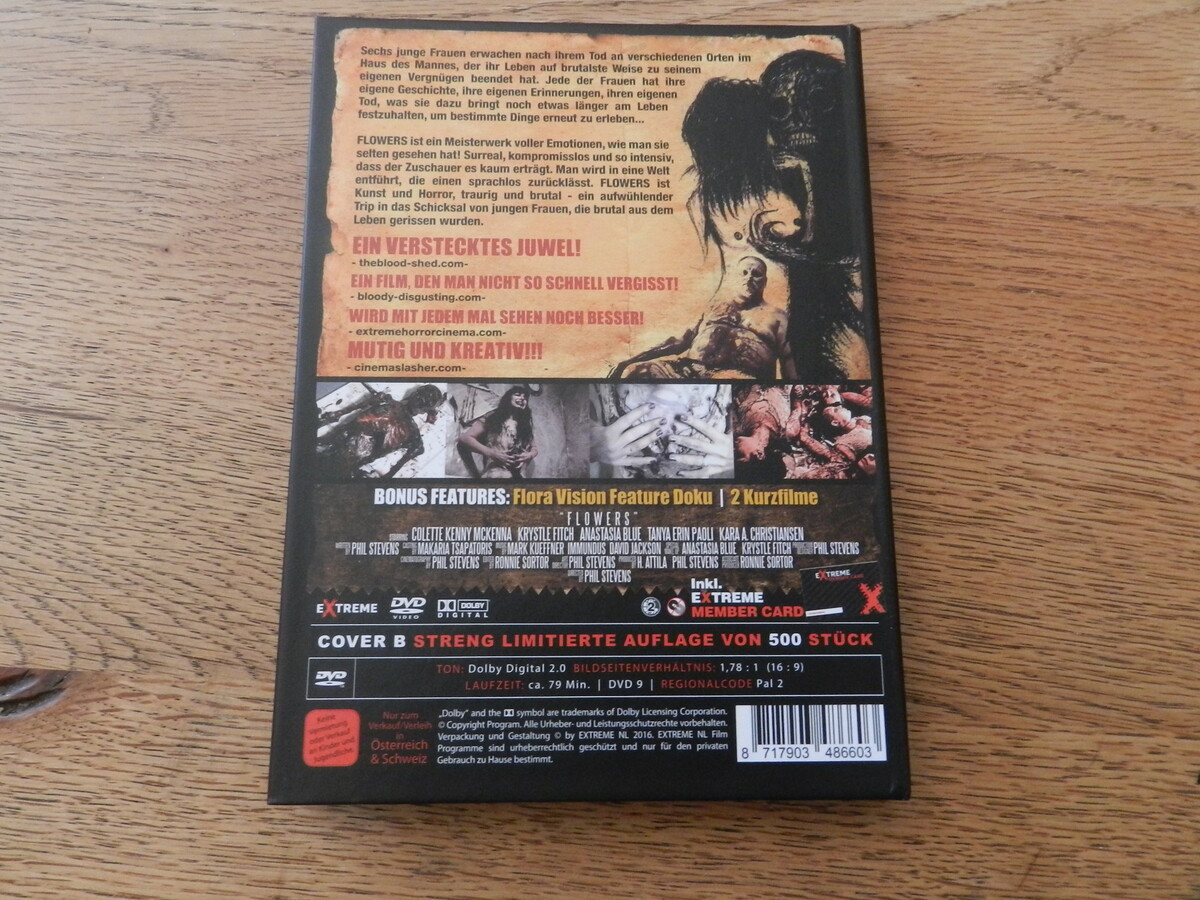 Sechs junge Frauen erwachen nach ihrem Tod an verschiedenen Orten im
Haus des Mannes, der ihr Leben auf brutalste Weise zu seinem
eigenen Vergnügen beendet hat. Jede der Frauen hat ihre
eigene Geschichte, ihre eigenen Erinnerungen, ihren eigenen
Tod, was sie dazu bringt noch etwas länger am Leben
festzuhalten, um bestimmte Dinge erneut zu erleben...
FLOWERS ist ein Meisterwerk voller Emotionen, wie man sie
selten gesehen hat! Surreal, kompromisslos und so intensiv,
dass der Zuschauer es kaum erträgt. Man wird in eine Welt
entführt, die einen sprachlos zurücklässt. FLOWERS ist
Kunst und Horror, traurig und brutal - ein aufwühlender
Trip in das Schicksal von jungen Frauen, die brutal aus dem
Leben gerissen wurden.
EIN VERSTECKTES JUWEL!
- theblood-shed.com-
EIN FILM, DEN MAN NICHT SO SCHNELL VERGISST!
- bloody-disgusting.com-
WIRD MIT JEDEM MAL SEHEN NOCH BESSER!
- extremehorrorcinema.com-
MUTIG UND KREATIV!!!
- cinemaslasher.com-
BONUS FEATURES: Flora Vision Feature Doku | 2 Kurzfilme
"FLOWERS"
COLETTE KENNY MCKENNA KRYSTLE FITCH ANASTASIA BLUE TANYA ERIN PAOLI KARA A. CHRISTIANSEN
PHIL STEVENS MAKARIA TSAPATORIS MARK KUEFFNER IMMUNDUS DAVID JACKSON ANASTASIA BLUE KRYSTLE FITCH PHIL STEVENS
PHIL STEVENS RONNIE SORTOR PHIL STEVENS H. ATTILA PHIL STEVENS RONNIE SORTOR
PHIL STEVENS
EXTREME DVD VIDEO DOLBY DIGITAL 2 Inkl. EXTREME MEMBER CARD EXTREME X
COVER B STRENG LIMITIERTE AUFLAGE VON 500 STÜCK
DVD
TON: Dolby Digital 2.0 BILDSEITENVERHÄLTNIS: 1,78 : 1 (16 : 9)
LAUFZEIT: ca. 79 Min. | DVD 9 | REGIONALCODE Pal 2
Keine
Vermietung
oder Verkauf
an Kinder und
Jugendliche
Nur zum
Verkauf/Verleih
in
Österreich
& Schweiz
„Dolby" and the symbol are trademarks of Dolby Licensing Corporation.
© Copyright Program. Alle Urheber- und Leistungsschutzrechte vorbehalten.
Verpackung und Gestaltung © by EXTREME NL 2016. EXTREME NL Film
Programme sind urheberrechtlich geschützt und nur für den privaten
Gebrauch zu Hause bestimmt.
8 717903 486603